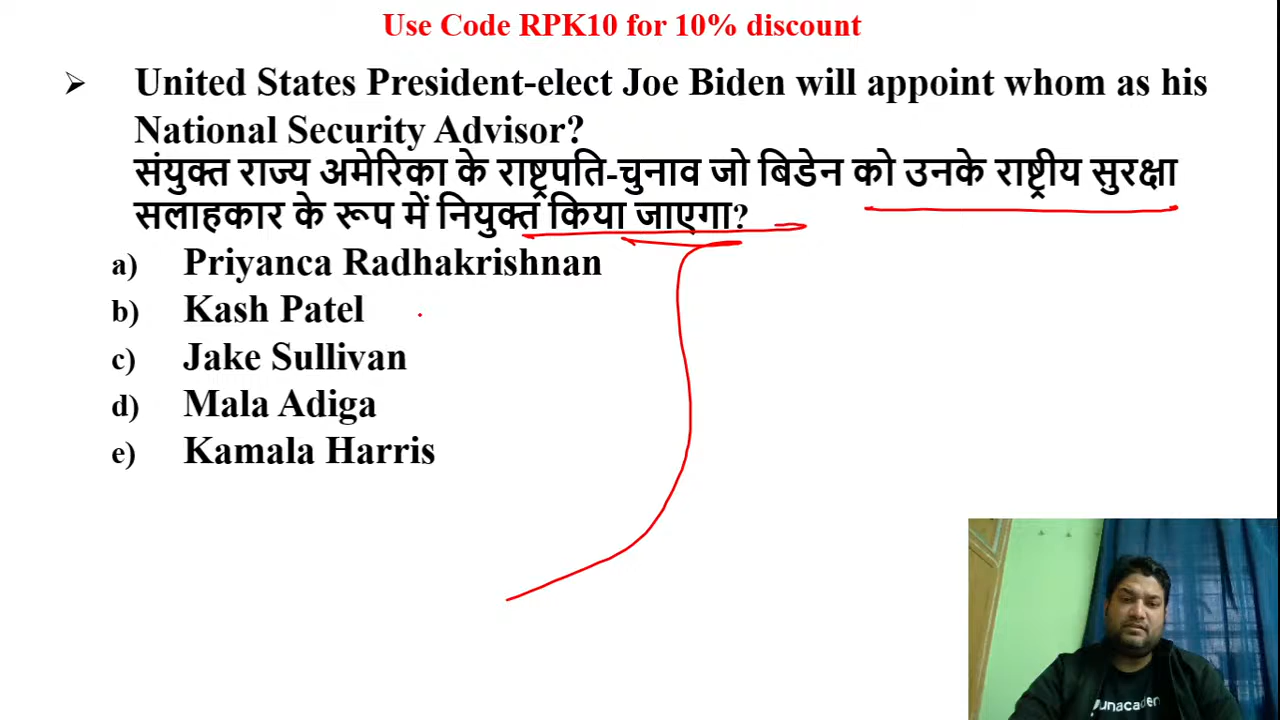 Use Code RPK10 for 10% discount
➢ United States President-elect Joe Biden will appoint whom as his
National Security Advisor?
संयुक्त राज्य अमेरिका के राष्ट्रपति-चुनाव जो बिडेन को उनके राष्ट्रीय सुरक्षा
सलाहकार के रूप में नियुक्त किया जाएगा?
a) Priyanca Radhakrishnan
b) Kash Patel
c) Jake Sullivan
d) Mala Adiga
e) Kamala Harris